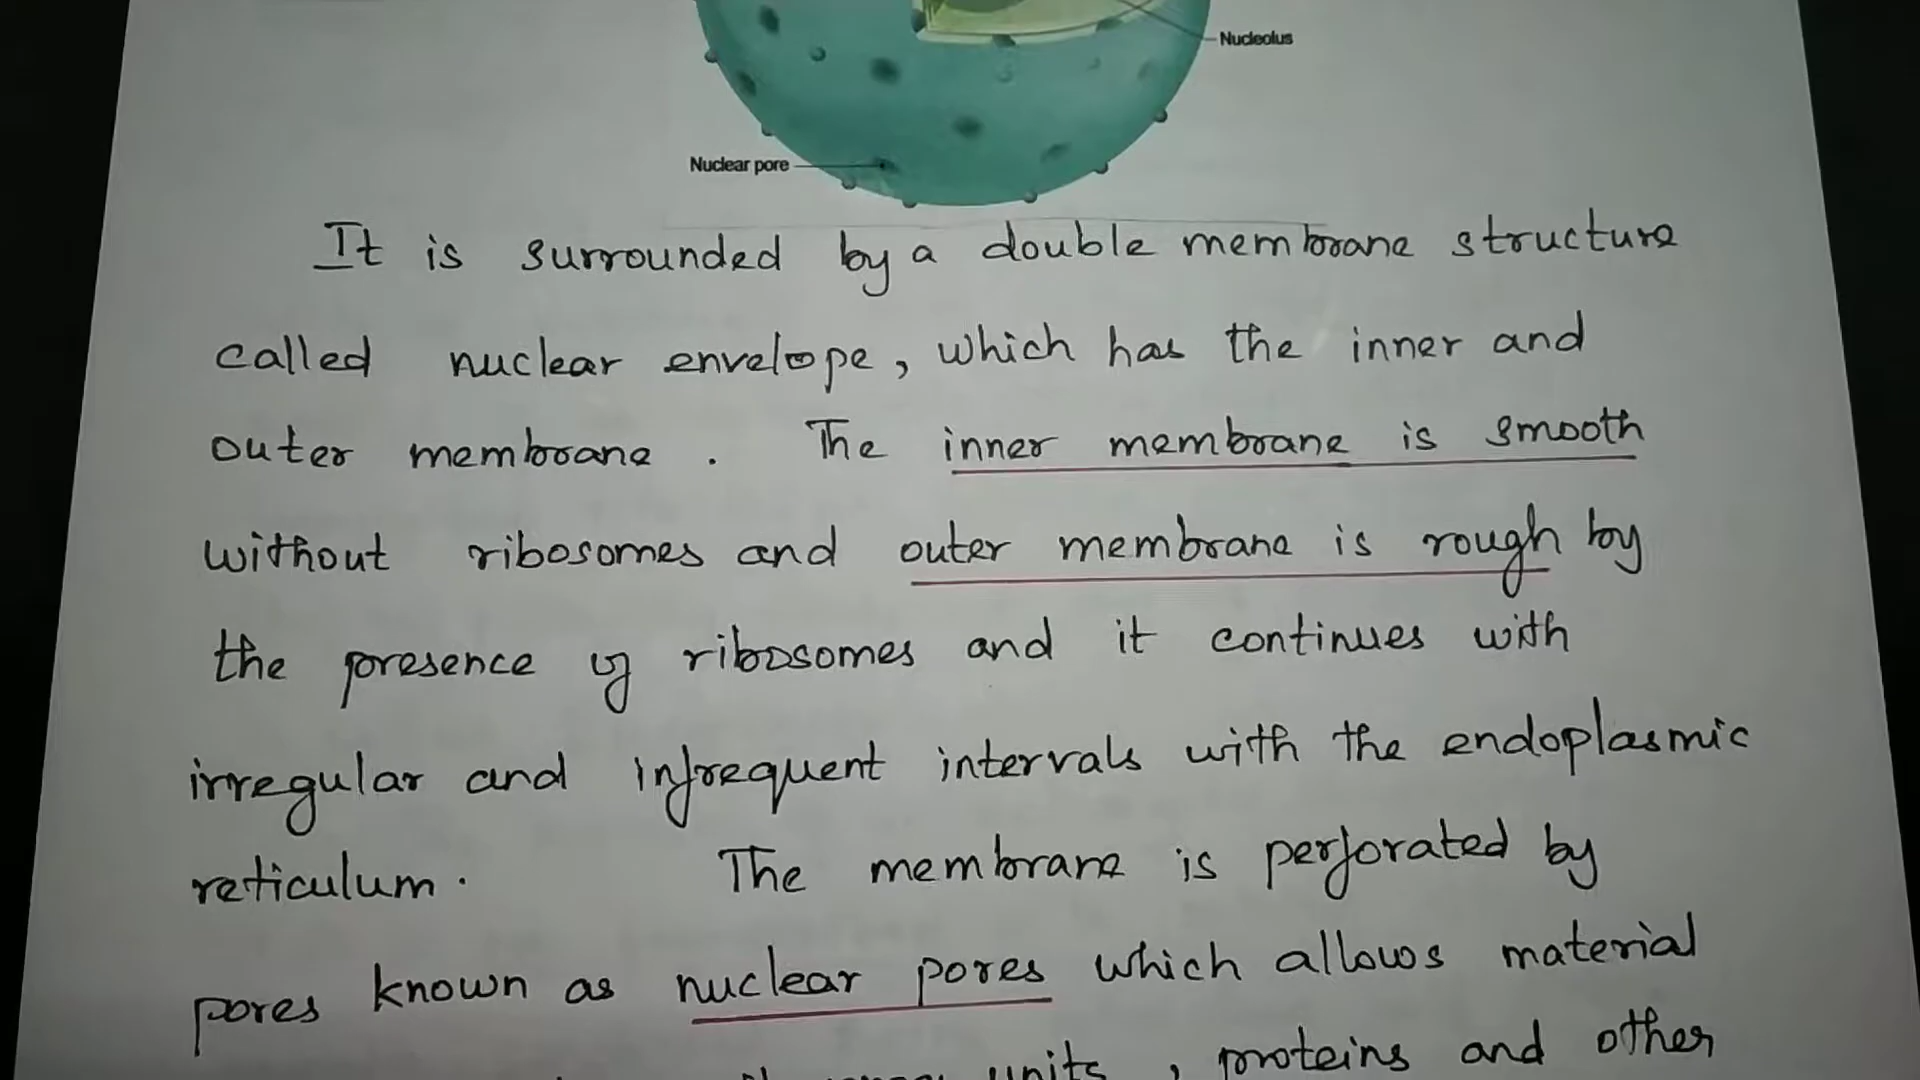 Nucleolus
Nuclear pore
It is surrounded by a double membrane structure
called nuclear envelope, which has the inner and
outer membrane. The inner membrane is smooth
without ribosomes and outer membrane is rough by
the presence of ribosomes and it continues with
irregular and infrequent intervals with the endoplasmic
reticulum. The membrane is perforated by
pores known as nuclear pores which allows material
units, proteins and other